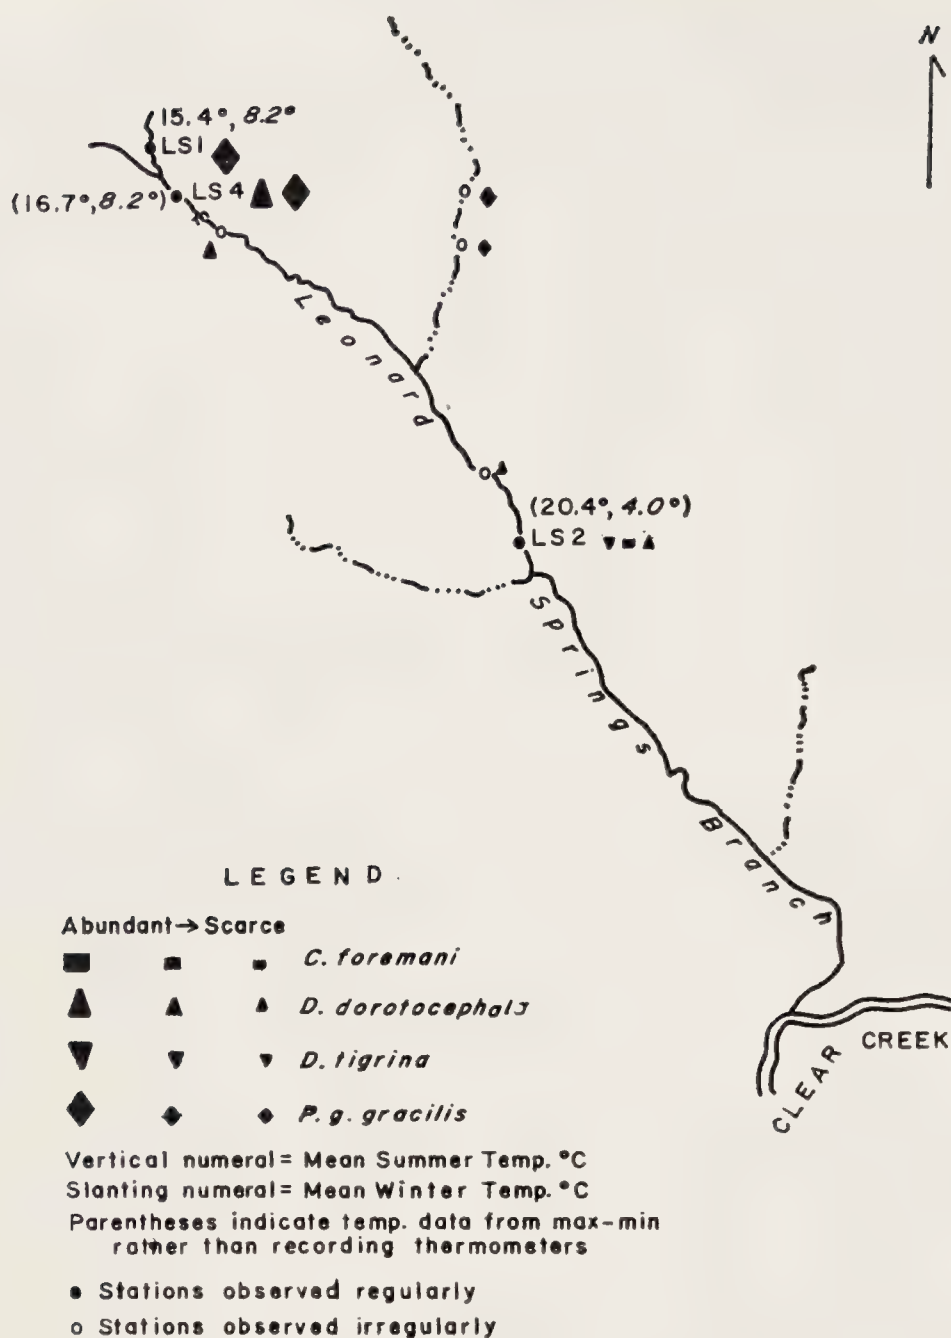 N
15.4°, 8.2°
LS1
LS4
(16.7°, 8.2°)
Leonard
(20.4°, 4.0°)
LS2
Springs
Branch
LEGEND
Abundant → Scarce
C. foremani
D. dorotocephala
D. tigrina
P. g. gracilis
CLEAR CREEK
Vertical numeral = Mean Summer Temp. °C
Slanting numeral = Mean Winter Temp. °C
Parentheses indicate temp. data from max-min
rather than recording thermometers
Stations observed regularly
Stations observed irregularly